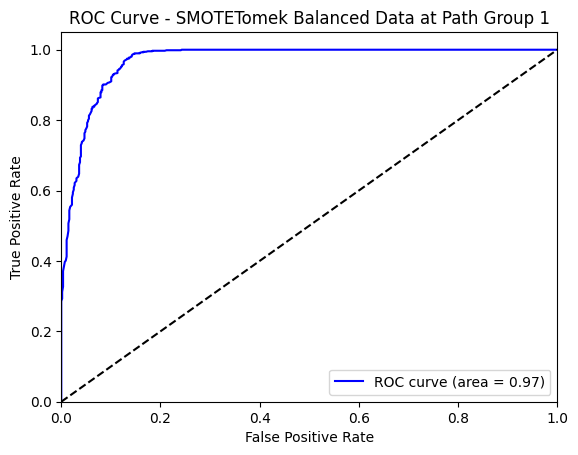 ROC Curve - SMOTETomek Balanced Data at Path Group 1
1.0
0.8
0.6
0.4
0.2
0.0
True Positive Rate
ROC curve (area = 0.97)
0.0 0.2 0.4 0.6 0.8 1.0
False Positive Rate